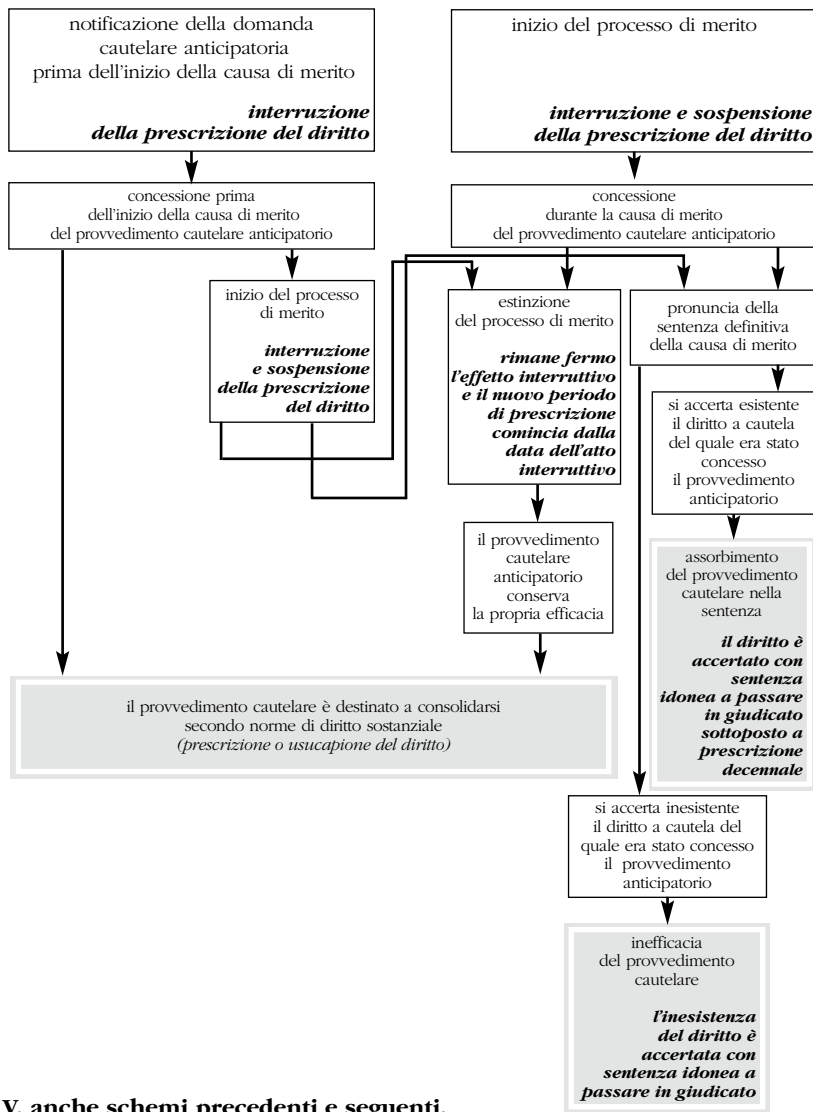 notificazione della domanda
cautelare anticipatoria
prima dell'inizio della causa di merito
interruzione
della prescrizione del diritto
inizio del processo di merito
interruzione e sospensione
della prescrizione del diritto
concessione prima
dell'inizio della causa di merito
del provvedimento cautelare anticipatorio
concessione
durante la causa di merito
del provvedimento cautelare anticipatorio
inizio del processo
di merito
interruzione
e sospensione
della prescrizione
del diritto
estinzione
del processo di merito
rimane fermo
l'effetto interruttivo
e il nuovo periodo
di prescrizione
comincia dalla
data dell'atto
interruttivo
pronuncia della
sentenza definitiva
della causa di merito
si accerta esistente
il diritto a cautela
del quale era stato
concesso
il provvedimento
anticipatorio
il provvedimento
cautelare
anticipatorio
conserva
la propria efficacia
assorbimento
del provvedimento
cautelare nella
sentenza
il diritto è
accertato con
sentenza
idonea a passare
in giudicato
sottoposto a
prescrizione
decennale
il provvedimento cautelare è destinato a consolidarsi
secondo norme di diritto sostanziale
(prescrizione o usucapione del diritto)
si accerta inesistente
il diritto a cautela del
quale era stato concesso
il provvedimento
anticipatorio
inefficacia
del provvedimento
cautelare
l'inesistenza
del diritto è
accertata con
sentenza idonea a
passare in giudicato
V. anche schemi precedenti e seguenti.